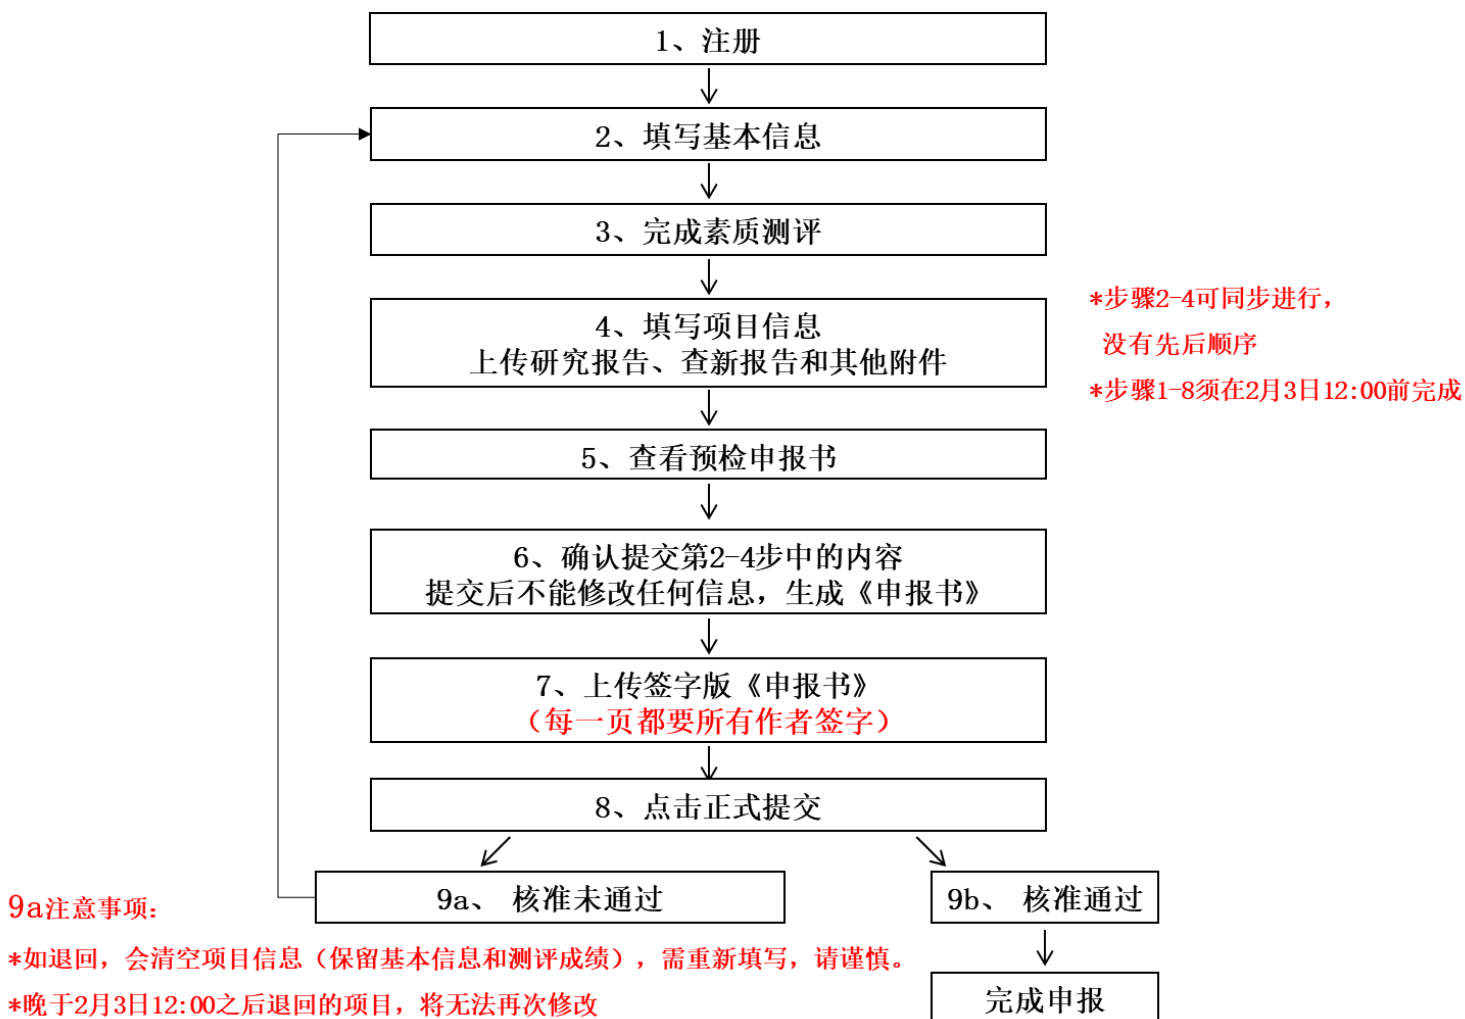 1、注册
2、填写基本信息
3、完成素质测评
4、填写项目信息
上传研究报告、查新报告和其他附件
*步骤2-4可同步进行，
没有先后顺序
*步骤1-8须在2月3日12:00前完成
5、查看预检申报书
6、确认提交第2-4步中的内容
提交后不能修改任何信息，生成《申报书》
7、上传签字版《申报书》
（每一页都要所有作者签字）
8、点击正式提交
9a、 核准未通过
9b、 核准通过
完成申报
9a注意事项：
*如退回，会清空项目信息（保留基本信息和测评成绩），需重新填写，请谨慎。
*晚于2月3日12:00之后退回的项目，将无法再次修改